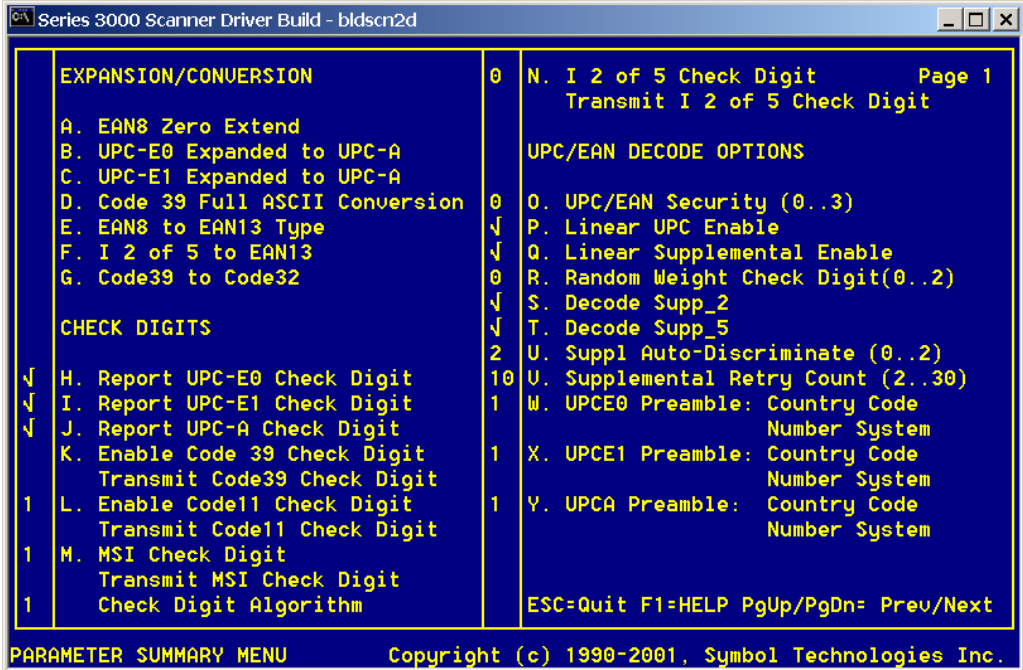 Series 3000 Scanner Driver Build - bldscn2d
EXPANSION/CONVERSION
A. EAN8 Zero Extend
B. UPC-E0 Expanded to UPC-A
C. UPC-E1 Expanded to UPC-A
D. Code 39 Full ASCII Conversion
E. EAN8 to EAN13 Type
F. I 2 of 5 to EAN13
G. Code39 to Code32
CHECK DIGITS
√ H. Report UPC-E0 Check Digit
√ I. Report UPC-E1 Check Digit
√ J. Report UPC-A Check Digit
K. Enable Code 39 Check Digit
Transmit Code39 Check Digit
1 L. Enable Code11 Check Digit
Transmit Code11 Check Digit
1 M. MSI Check Digit
Transmit MSI Check Digit
1 Check Digit Algorithm
0 N. I 2 of 5 Check Digit Page 1
Transmit I 2 of 5 Check Digit
UPC/EAN DECODE OPTIONS
0 O. UPC/EAN Security (0..3)
√ P. Linear UPC Enable
√ Q. Linear Supplemental Enable
0 R. Random Weight Check Digit(0..2)
√ S. Decode Supp_2
√ T. Decode Supp_5
2 U. Suppl Auto-Discriminate (0..2)
10 V. Supplemental Retry Count (2..30)
1 W. UPCE0 Preamble: Country Code
Number System
1 X. UPCE1 Preamble: Country Code
Number System
1 Y. UPCA Preamble: Country Code
Number System
ESC=Quit F1=HELP PgUp/PgDn= Prev/Next
PARAMETER SUMMARY MENU Copyright (c) 1990-2001, Symbol Technologies Inc.